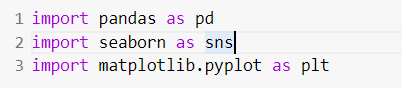 1 import pandas as pd
2 import seaborn as sns
3 import matplotlib.pyplot as plt